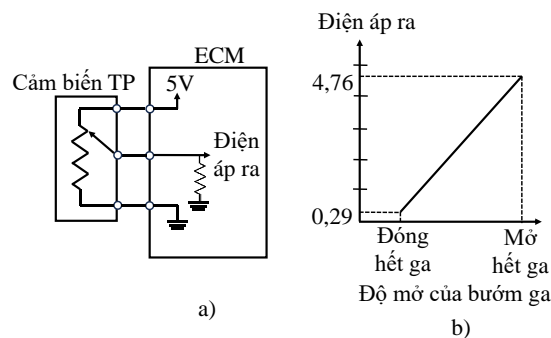 ECM
Cảm biến TP
5V
Điện
áp ra
a)
Điện áp ra
4,76
0,29
Đóng
hết ga
Mở
hết ga
Độ mở của bướm ga
b)